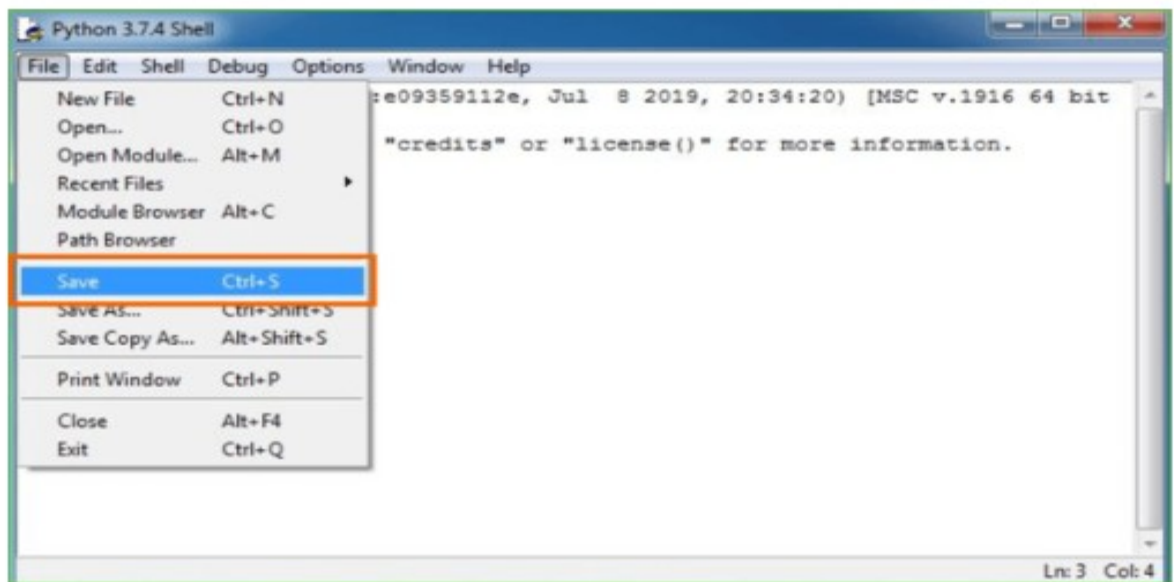 Python 3.7.4 Shell
File Edit Shell Debug Options Window Help
New File Ctrl+N
:e09359112e, Jul 8 2019, 20:34:20) [MSC v.1916 64 bit
Open... Ctrl+O
"credits" or "license()" for more information.
Open Module... Alt+M
Recent Files
Module Browser Alt+C
Path Browser
Save Ctrl+S
Save As... Ctrl+Shift+S
Save Copy As... Alt+Shift+S
Print Window Ctrl+P
Close Alt+F4
Exit Ctrl+Q
Ln: 3 Col: 4